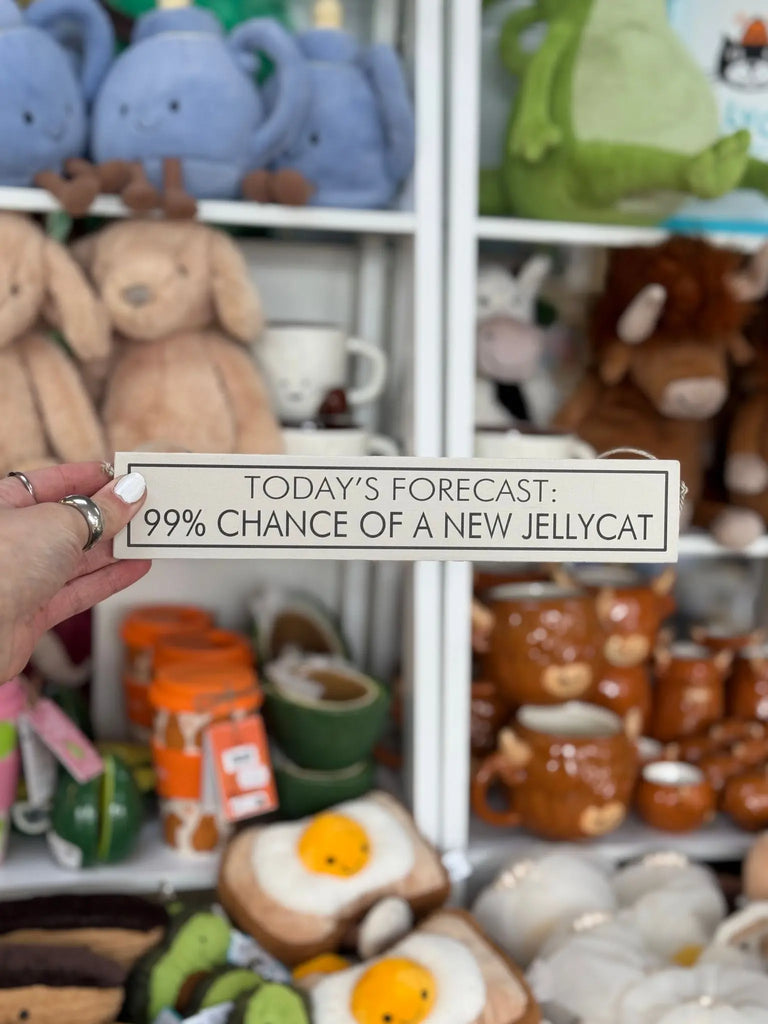 TODAY'S FORECAST:
99% CHANCE OF A NEW JELLYCAT